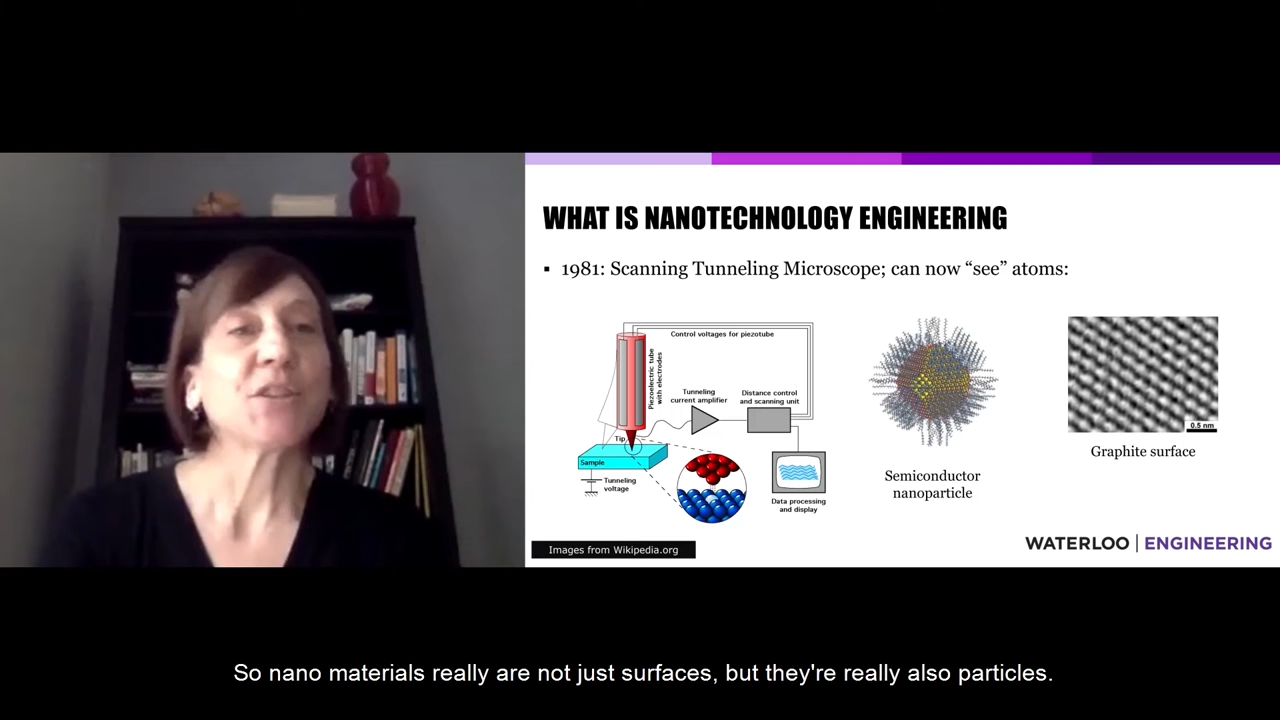 WHAT IS NANOTECHNOLOGY ENGINEERING
▪ 1981: Scanning Tunneling Microscope; can now “see” atoms:
Control voltages for piezotube
Piezoelectric tube
with electrodes
Tunneling
current amplifier
Distance control
and scanning unit
Tip
Sample
Tunneling
voltage
Data processing
and display
Semiconductor
nanoparticle
0.5 nm
Graphite surface
Images from Wikipedia.org
WATERLOO | ENGINEERING
So nano materials really are not just surfaces, but they're really also particles.